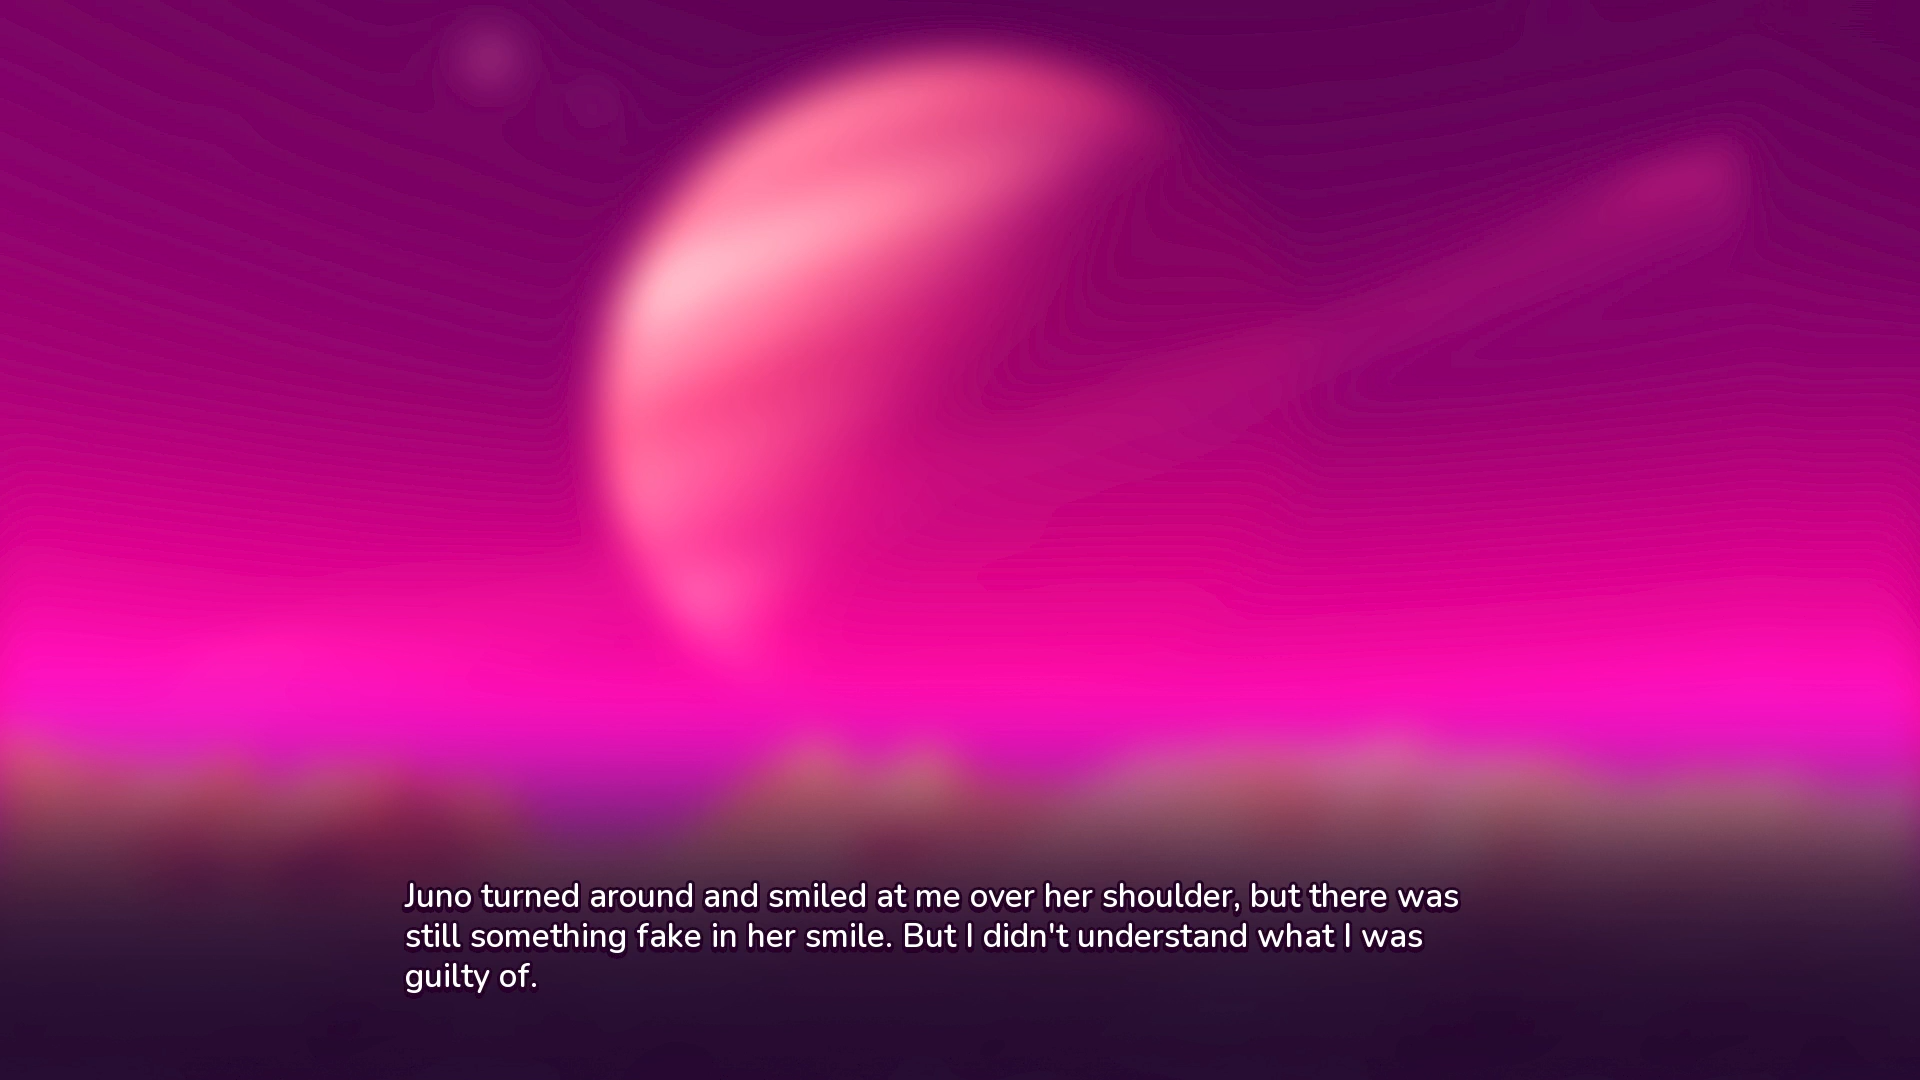 Juno turned around and smiled at me over her shoulder, but there was
still something fake in her smile. But I didn't understand what I was
guilty of.